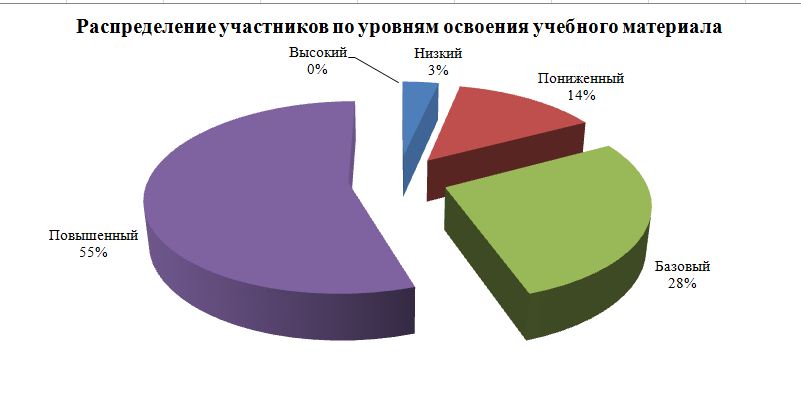 Распределение участников по уровням освоения учебного материала
Высокий
0%
Низкий
3%
Пониженный
14%
Базовый
28%
Повышенный
55%